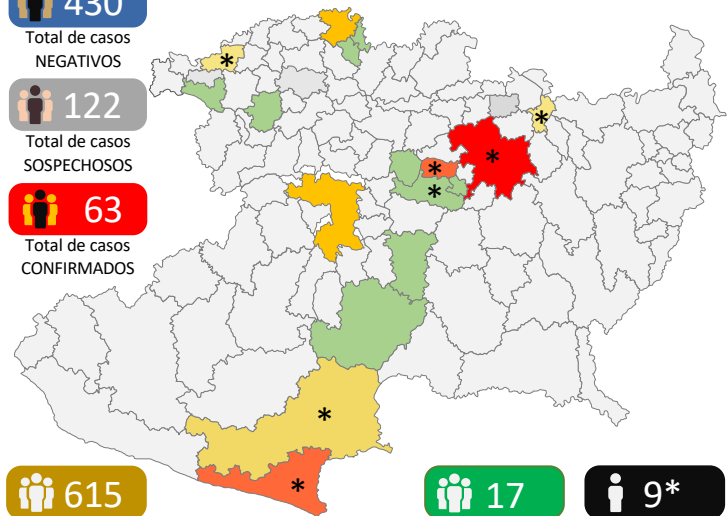 430
Total de casos
NEGATIVOS
122
Total de casos
SOSPECHOSOS
63
Total de casos
CONFIRMADOS
*
*
*
*
*
*
*
615
17
9*